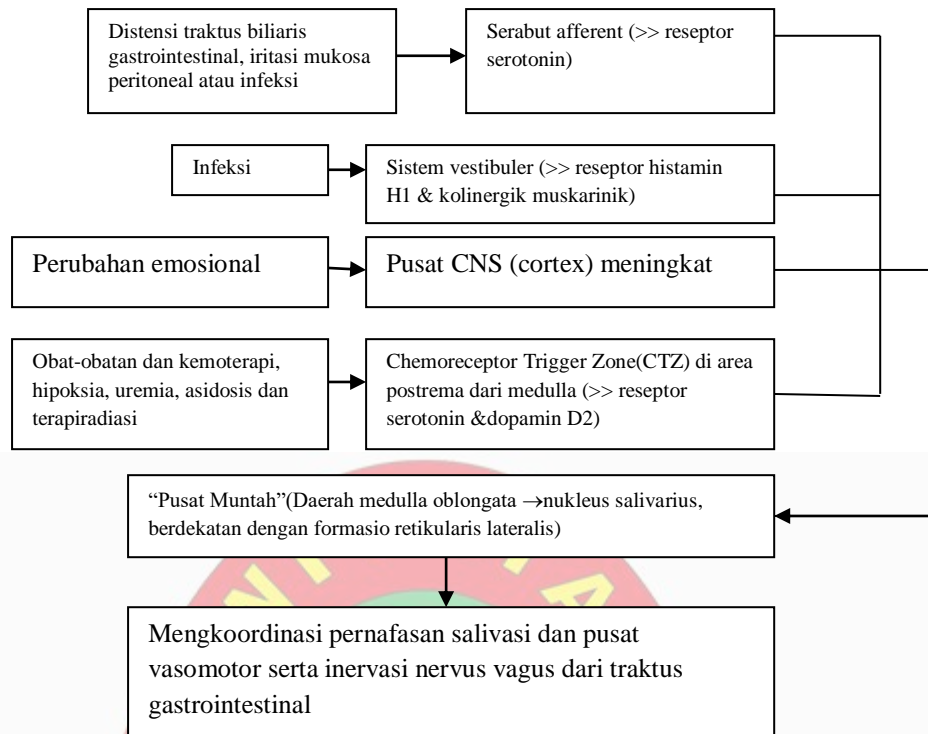 Distensi traktus biliaris
gastrointestinal, iritasi mukosa
peritoneal atau infeksi
Serabut afferent (>> reseptor
serotonin)
Infeksi
Sistem vestibuler (>> reseptor histamin
H1 & kolinergik muskarinik)
Perubahan emosional
Pusat CNS (cortex) meningkat
Obat-obatan dan kemoterapi,
hipoksia, uremia, asidosis dan
terapiradiasi
Chemoreceptor Trigger Zone(CTZ) di area
postrema dari medulla (>> reseptor
serotonin &dopamin D2)
“Pusat Muntah”(Daerah medulla oblongata →nukleus salivarius,
berdekatan dengan formasio retikularis lateralis)
Mengkoordinasi pernafasan salivasi dan pusat
vasomotor serta inervasi nervus vagus dari traktus
gastrointestinal